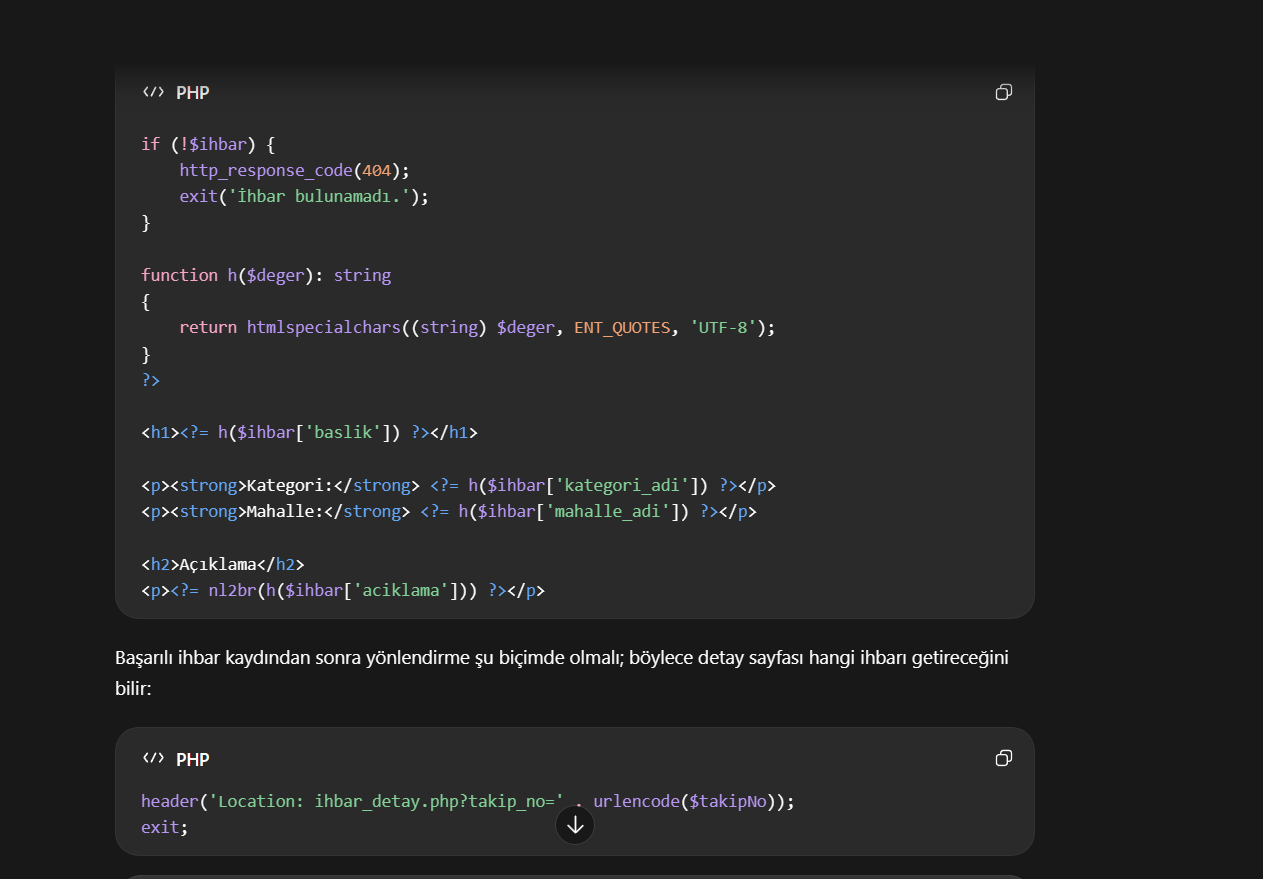 </> PHP
if (!$ihbar) {
    http_response_code(404);
    exit('İhbar bulunamadı.');
}
function h($deger): string
{
    return htmlspecialchars((string) $deger, ENT_QUOTES, 'UTF-8');
}
?>
<h1><?= h($ihbar['baslik']) ?></h1>
<p><strong>Kategori:</strong> <?= h($ihbar['kategori_adi']) ?></p>
<p><strong>Mahalle:</strong> <?= h($ihbar['mahalle_adi']) ?></p>
<h2>Açıklama</h2>
<p><?= nl2br(h($ihbar['aciklama'])) ?></p>
Başarılı ihbar kaydından sonra yönlendirme şu biçimde olmalı; böylece detay sayfası hangi ihbarı getireceğini
bilir:
</> PHP
header('Location: ihbar_detay.php?takip_no=' . urlencode($takipNo));
exit;